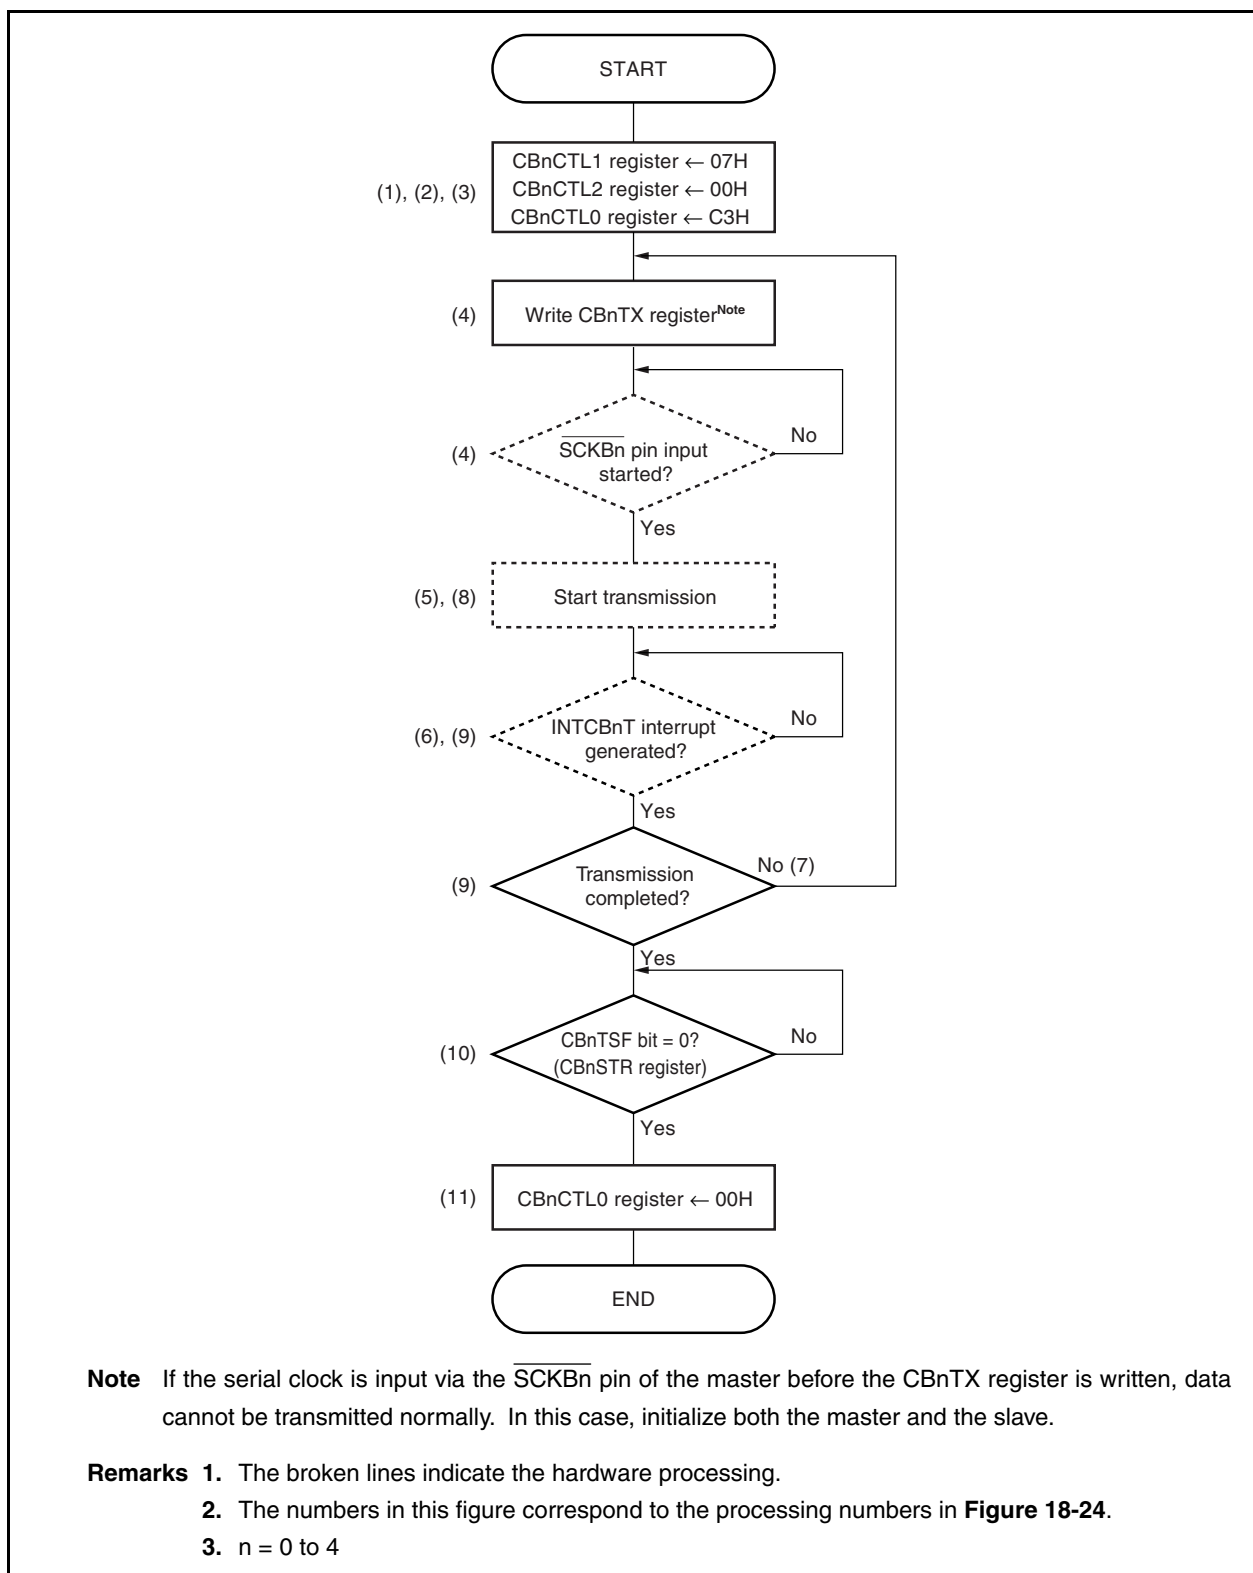 START
CBnCTL1 register ← 07H
CBnCTL2 register ← 00H
CBnCTL0 register ← C3H
(1), (2), (3)
(4)
Write CBnTX register Note
(4)
SCKBn pin input
started?
No
Yes
(5), (8)
Start transmission
(6), (9)
INTCBnT interrupt
generated?
No
Yes
(9)
Transmission
completed?
No (7)
Yes
(10)
CBnTSF bit = 0?
(CBnSTR register)
No
Yes
(11)
CBnCTL0 register ← 00H
END
Note If the serial clock is input via the SCKBn pin of the master before the CBnTX register is written, data
cannot be transmitted normally. In this case, initialize both the master and the slave.
Remarks 1. The broken lines indicate the hardware processing.
2. The numbers in this figure correspond to the processing numbers in Figure 18-24.
3. n = 0 to 4